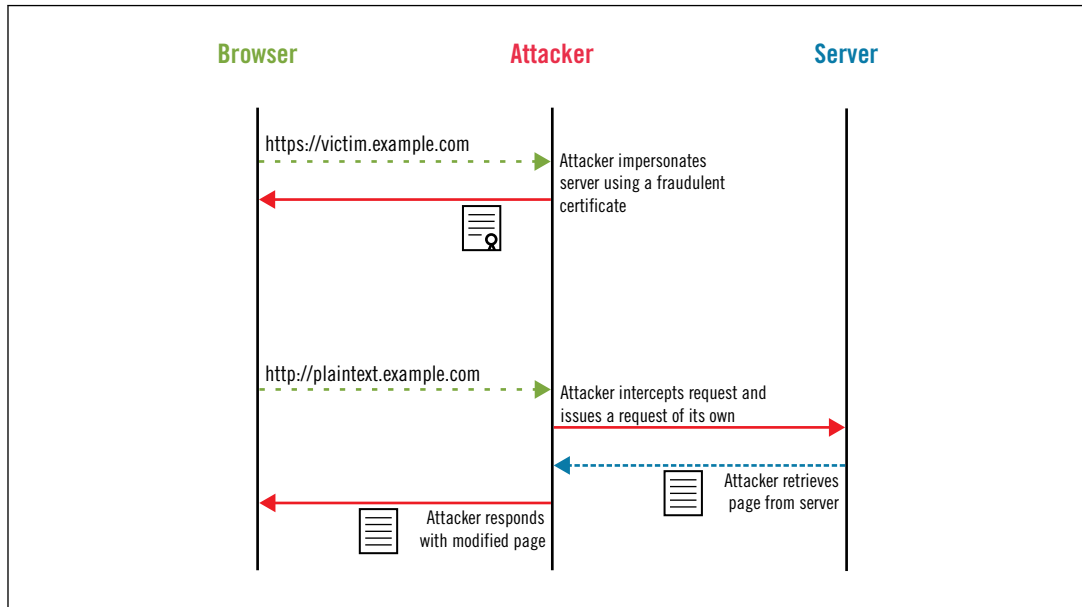 Browser
Attacker
Server
https://victim.example.com
Attacker impersonates
server using a fraudulent
certificate
http://plaintext.example.com
Attacker intercepts request and
issues a request of its own
Attacker retrieves
page from server
Attacker responds
with modified page